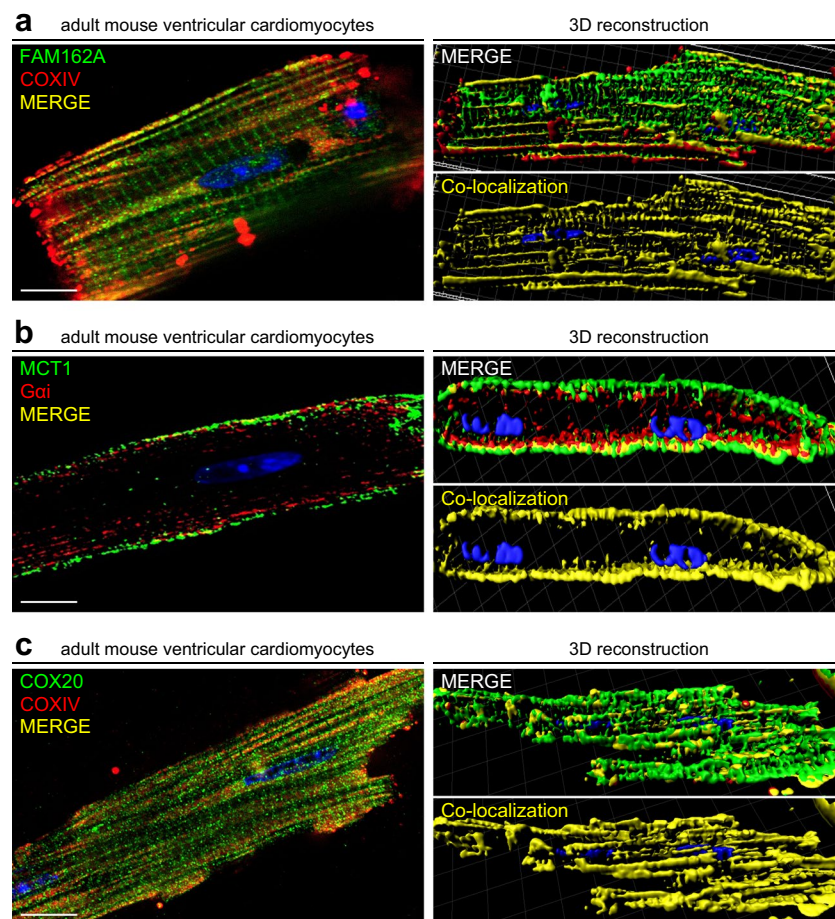 a adult mouse ventricular cardiomyocytes 3D reconstruction
FAM162A
COXIV
MERGE
MERGE
Co-localization
b adult mouse ventricular cardiomyocytes 3D reconstruction
MCT1
Gαi
MERGE
MERGE
Co-localization
c adult mouse ventricular cardiomyocytes 3D reconstruction
COX20
COXIV
MERGE
MERGE
Co-localization